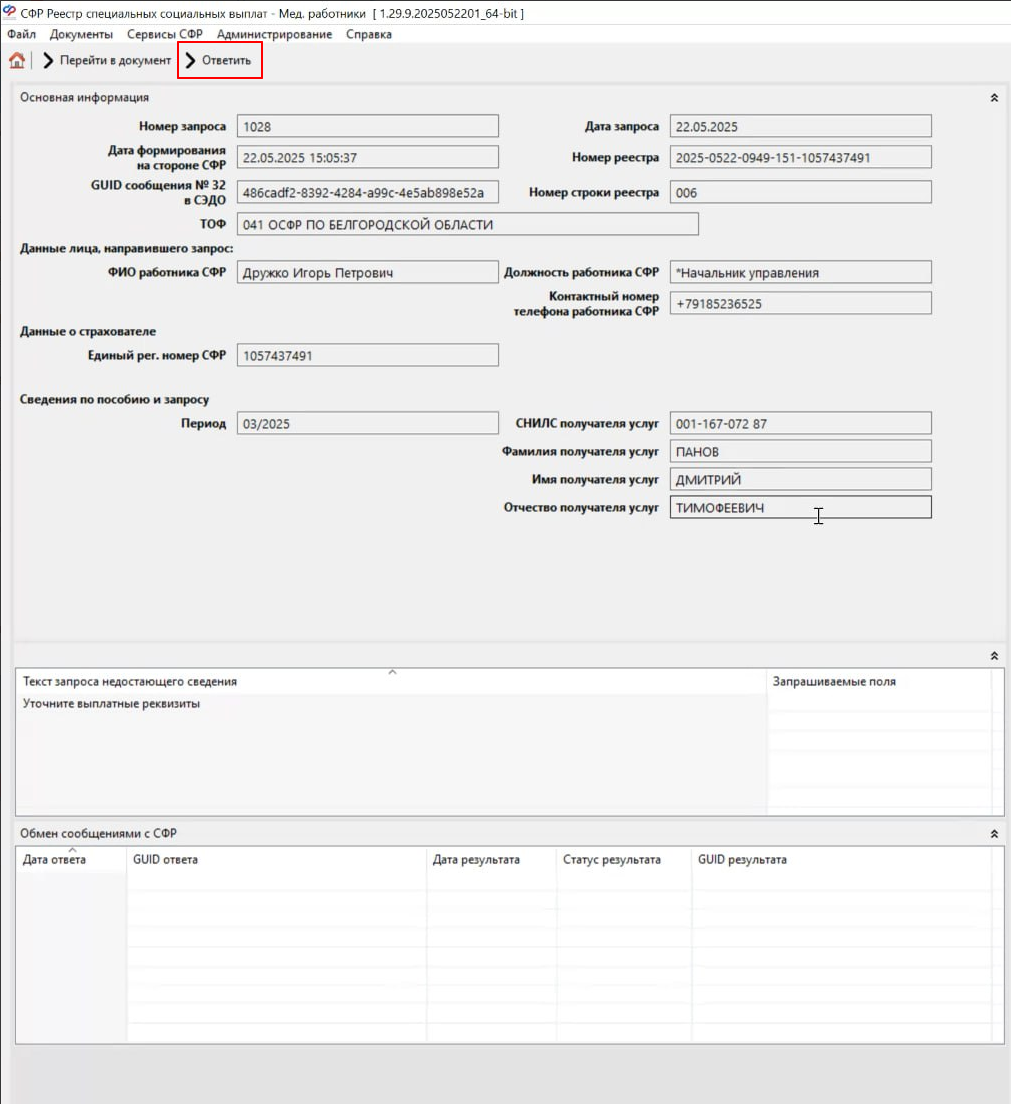 СФР Реестр специальных социальных выплат - Мед. работники [ 1.29.9.2025052201_64-bit ]
Файл Документы Сервисы СФР Администрирование Справка
Перейти в документ Ответить
Основная информация
Номер запроса 1028 Дата запроса 22.05.2025
Дата формирования на стороне СФР 22.05.2025 15:05:37 Номер реестра 2025-0522-0949-151-1057437491
GUID сообщения № 32 в СЭДО 486cadf2-8392-4284-a99c-4e5ab898e52a Номер строки реестра 006
ТОФ 041 ОСФР ПО БЕЛГОРОДСКОЙ ОБЛАСТИ
Данные лица, направившего запрос:
ФИО работника СФР Дружко Игорь Петрович Должность работника СФР *Начальник управления
Контактный номер телефона работника СФР +79185236525
Данные о страхователе
Единый рег. номер СФР 1057437491
Сведения по пособию и запросу
Период 03/2025 СНИЛС получателя услуг 001-167-072 87
Фамилия получателя услуг ПАНОВ
Имя получателя услуг ДМИТРИЙ
Отчество получателя услуг ТИМОФЕЕВИЧ
Текст запроса недостающего сведения Запрашиваемые поля
Уточните выплатные реквизиты
Обмен сообщениями с СФР
Дата ответа GUID ответа Дата результата Статус результата GUID результата